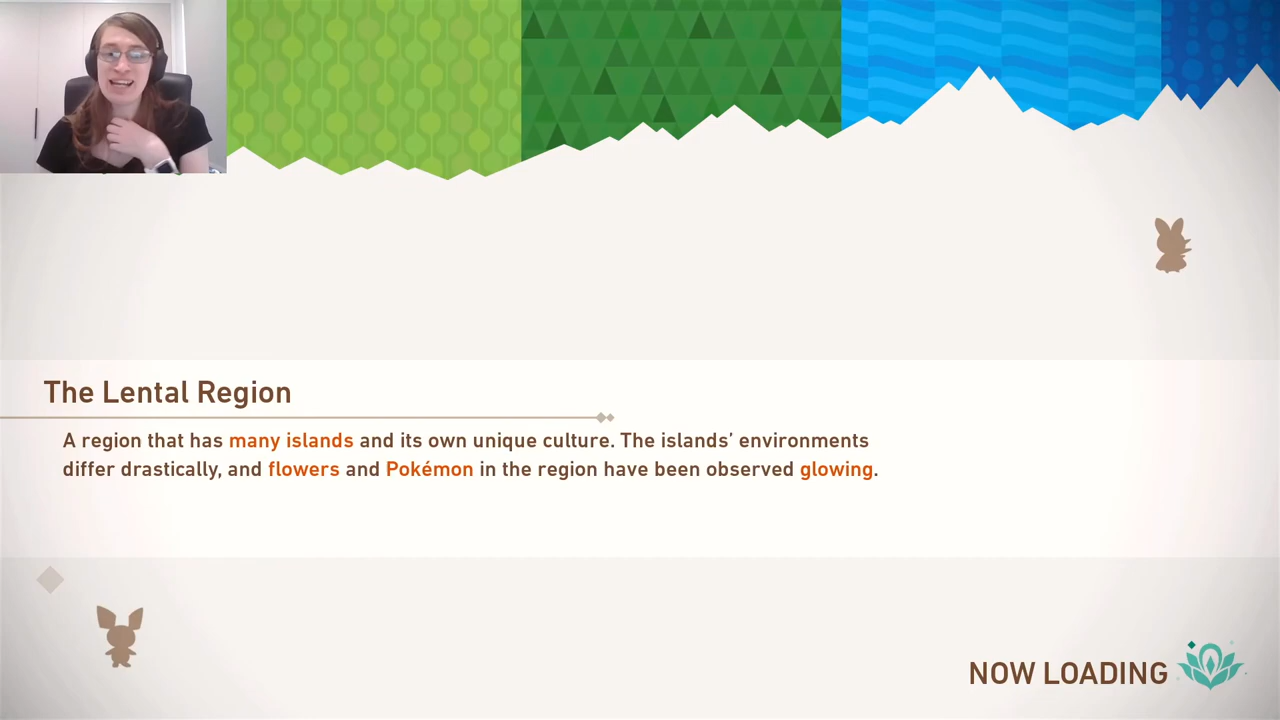 The Lental Region
A region that has many islands and its own unique culture. The islands’ environments
differ drastically, and flowers and Pokémon in the region have been observed glowing.
NOW LOADING